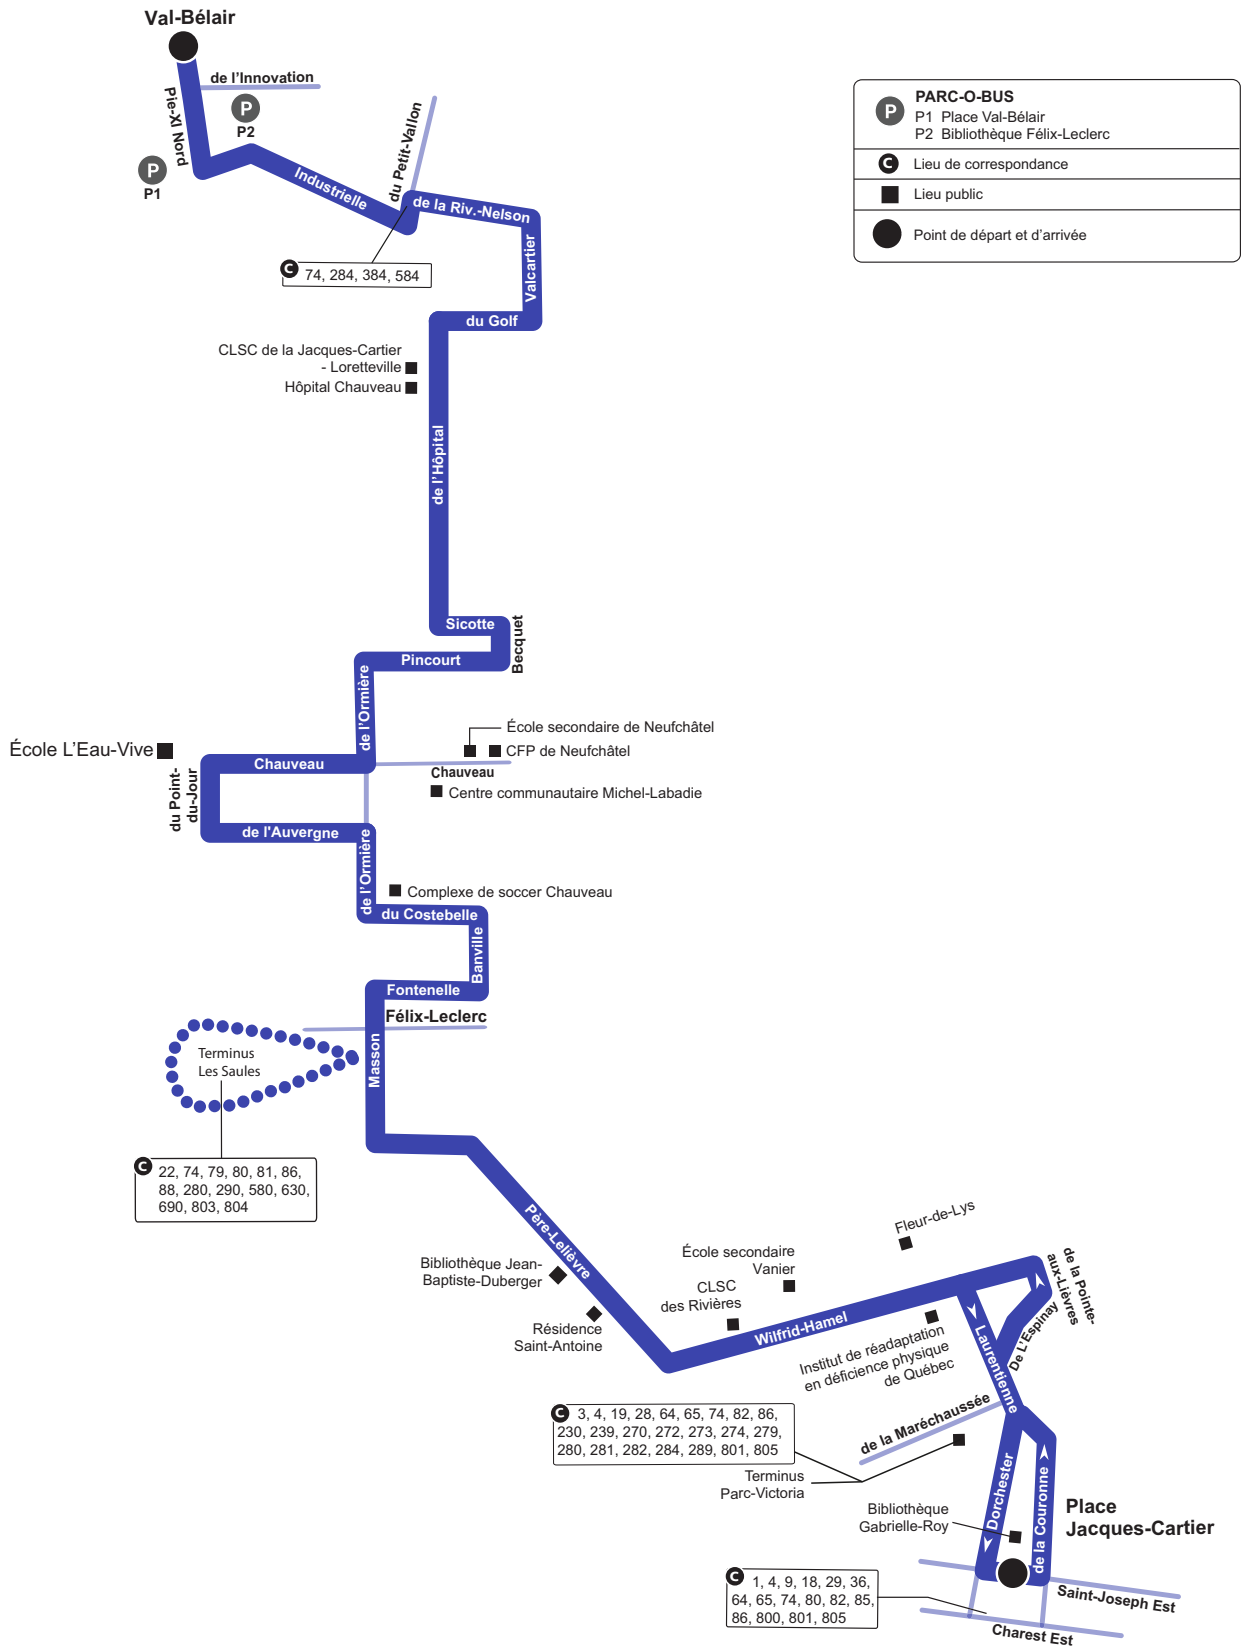 Val-Bélair
de l'Innovation
Pie-XI Nord
P
P2
P
P1
Industrielle
du Petit-Vallon
de la Riv.-Nelson
Valcartier
C 74, 284, 384, 584
du Golf
PARC-O-BUS
P
P1 Place Val-Bélair
P2 Bibliothèque Félix-Leclerc
C Lieu de correspondance
Lieu public
Point de départ et d'arrivée
CLSC de la Jacques-Cartier
- Loretteville
Hôpital Chauveau
de l'Hôpital
Sicotte
Becquet
Pincourt
de l'Ormière
École secondaire de Neufchâtel
CFP de Neufchâtel
École L'Eau-Vive
Chauveau
Chauveau
Centre communautaire Michel-Labadie
du Point-
du-Jour
de l'Auvergne
de l'Ormière
Complexe de soccer Chauveau
du Costebelle
Banville
Fontenelle
Félix-Leclerc
Masson
Terminus
Les Saules
C 22, 74, 79, 80, 81, 86,
88, 280, 290, 580, 630,
690, 803, 804
Père-Lelièvre
Bibliothèque Jean-
Baptiste-Duberger
Résidence
Saint-Antoine
École secondaire
Vanier
CLSC
des Rivières
Fleur-de-Lys
Wilfrid-Hamel
de la Pointe-
aux-Lièvres
De L'Espinay
Laurentienne
Institut de réadaptation
en déficience physique
de Québec
de la Maréchaussée
C 3, 4, 19, 28, 64, 65, 74, 82, 86,
230, 239, 270, 272, 273, 274, 279,
280, 281, 282, 284, 289, 801, 805
Terminus
Parc-Victoria
Dorchester
de la Couronne
Bibliothèque
Gabrielle-Roy
Place
Jacques-Cartier
C 1, 4, 9, 18, 29, 36,
64, 65, 74, 80, 82, 85,
86, 800, 801, 805
Saint-Joseph Est
Charest Est